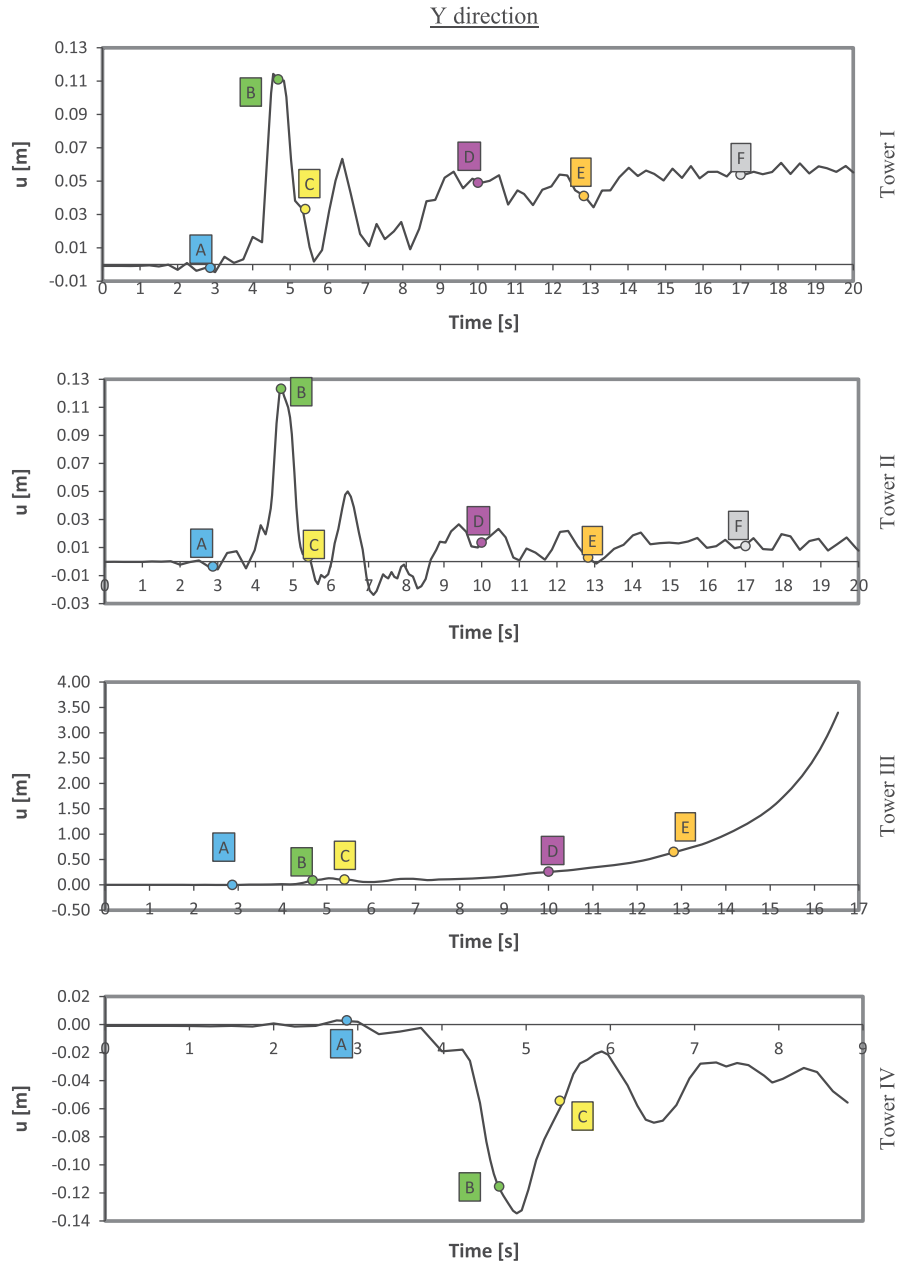 Y direction
0.13
0.11
0.09
0.07
0.05
0.03
0.01
-0.01
u [m]
A
B
C
D
E
F
0 1 2 3 4 5 6 7 8 9 10 11 12 13 14 15 16 17 18 19 20
Time [s]
Tower I
0.13
0.11
0.09
0.07
0.05
0.03
0.01
-0.01
-0.03
u [m]
A
B
C
D
E
F
0 1 2 3 4 5 6 7 8 9 10 11 12 13 14 15 16 17 18 19 20
Time [s]
Tower II
4.00
3.50
3.00
2.50
2.00
1.50
1.00
0.50
0.00
-0.50
u [m]
A
B
C
D
E
0 1 2 3 4 5 6 7 8 9 10 11 12 13 14 15 16 17
Time [s]
Tower III
0.02
0.00
-0.02
-0.04
-0.06
-0.08
-0.10
-0.12
-0.14
u [m]
A
B
C
0 1 2 3 4 5 6 7 8 9
Time [s]
Tower IV